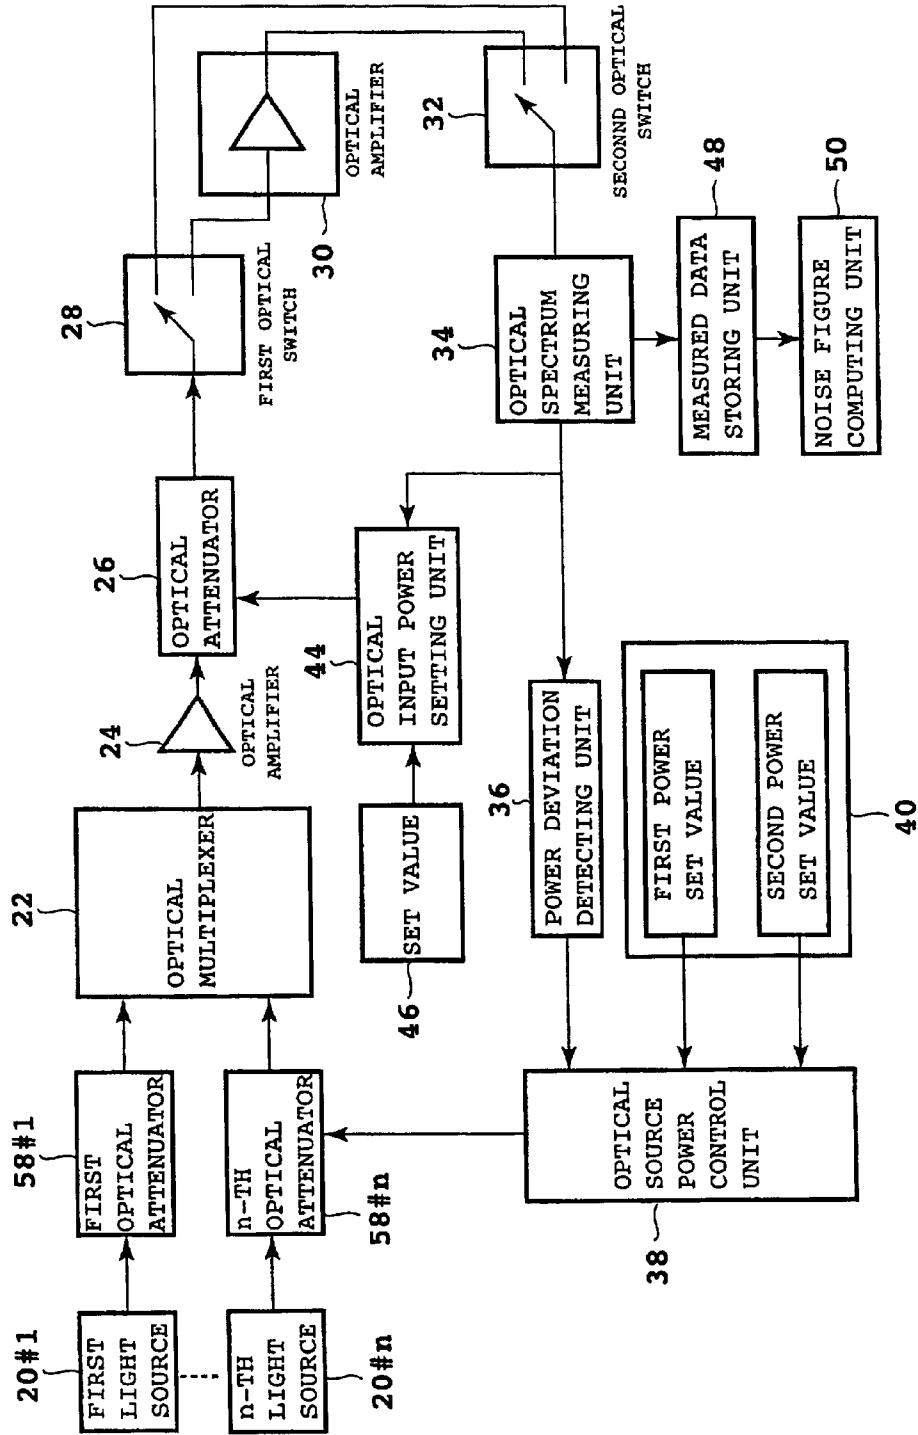 20#1
FIRST
LIGHT
SOURCE
20#n
n-TH
LIGHT
SOURCE
58#1
FIRST
OPTICAL
ATTENUATOR
58#n
n-TH
OPTICAL
ATTENUATOR
22
OPTICAL
MULTIPLEXER
24
OPTICAL
AMPLIFIER
26
OPTICAL
ATTENUATOR
28
FIRST OPTICAL
SWITCH
30
OPTICAL
AMPLIFIER
32
SECONND OPTICAL
SWITCH
34
OPTICAL
SPECTRUM
MEASURING
UNIT
44
OPTICAL
INPUT POWER
SETTING UNIT
46
SET VALUE
36
POWER DEVIATION
DETECTING UNIT
38
OPTICAL
SOURCE
POWER
CONTROL
UNIT
FIRST POWER
SET VALUE
SECOND POWER
SET VALUE
40
48
MEASURED DATA
STORING UNIT
50
NOISE FIGURE
COMPUTING UNIT